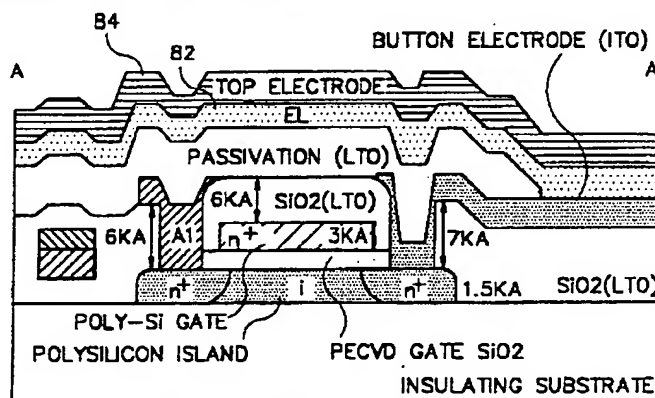 84
82
BUTTON ELECTRODE (ITO)
A A
TOP ELECTRODE
EL
PASSIVATION (LTO)
6KA SiO2(LTO)
6KA A1 n+ 3KA 7KA
n+ i n+ 1.5KA SiO2(LTO)
POLY-Si GATE
POLYSILICON ISLAND PECVD GATE SiO2
INSULATING SUBSTRATE